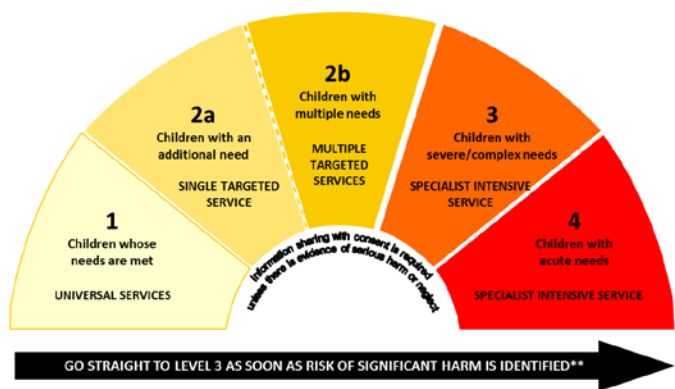 1
Children whose
needs are met
UNIVERSAL SERVICES
2a
Children with an
additional need
SINGLE TARGETED
SERVICE
2b
Children with
multiple needs
MULTIPLE
TARGETED
SERVICES
3
Children with
severe/complex needs
SPECIALIST INTENSIVE
SERVICE
4
Children with
acute needs
SPECIALIST INTENSIVE SERVICE
Information sharing with consent is required
unless there is evidence of serious harm or neglect
GO STRAIGHT TO LEVEL 3 AS SOON AS RISK OF SIGNIFICANT HARM IS IDENTIFIED**